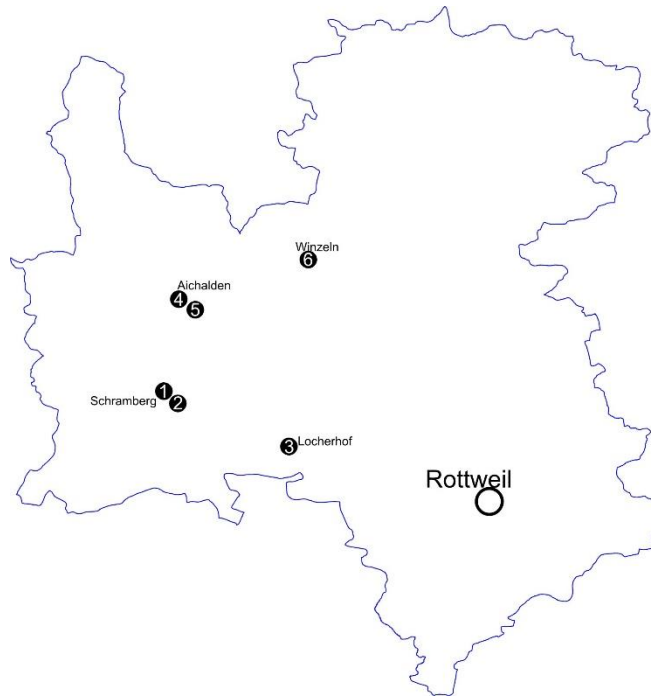 Winzeln
6
Aichalden
4
5
1
Schramberg
2
3 Locherhof
Rottweil